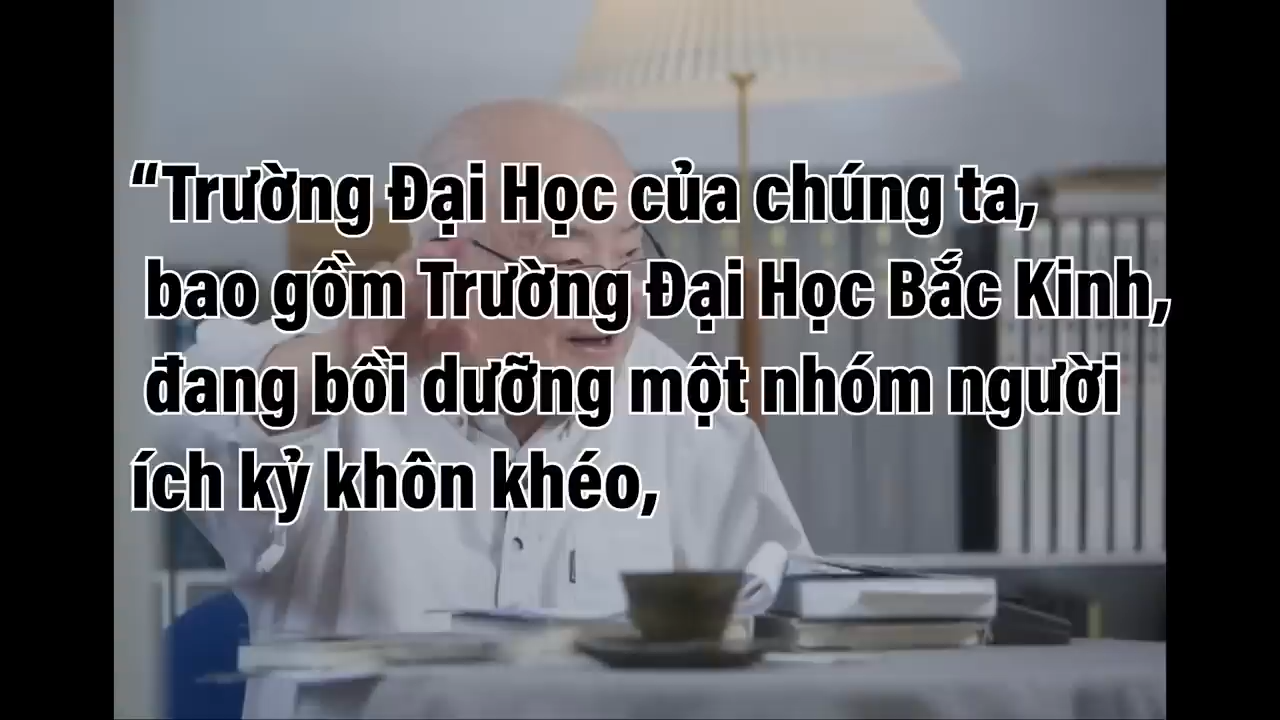 “Trường Đại Học của chúng ta,
bao gồm Trường Đại Học Bắc Kinh,
đang bồi dưỡng một nhóm người
ích kỷ khôn khéo,